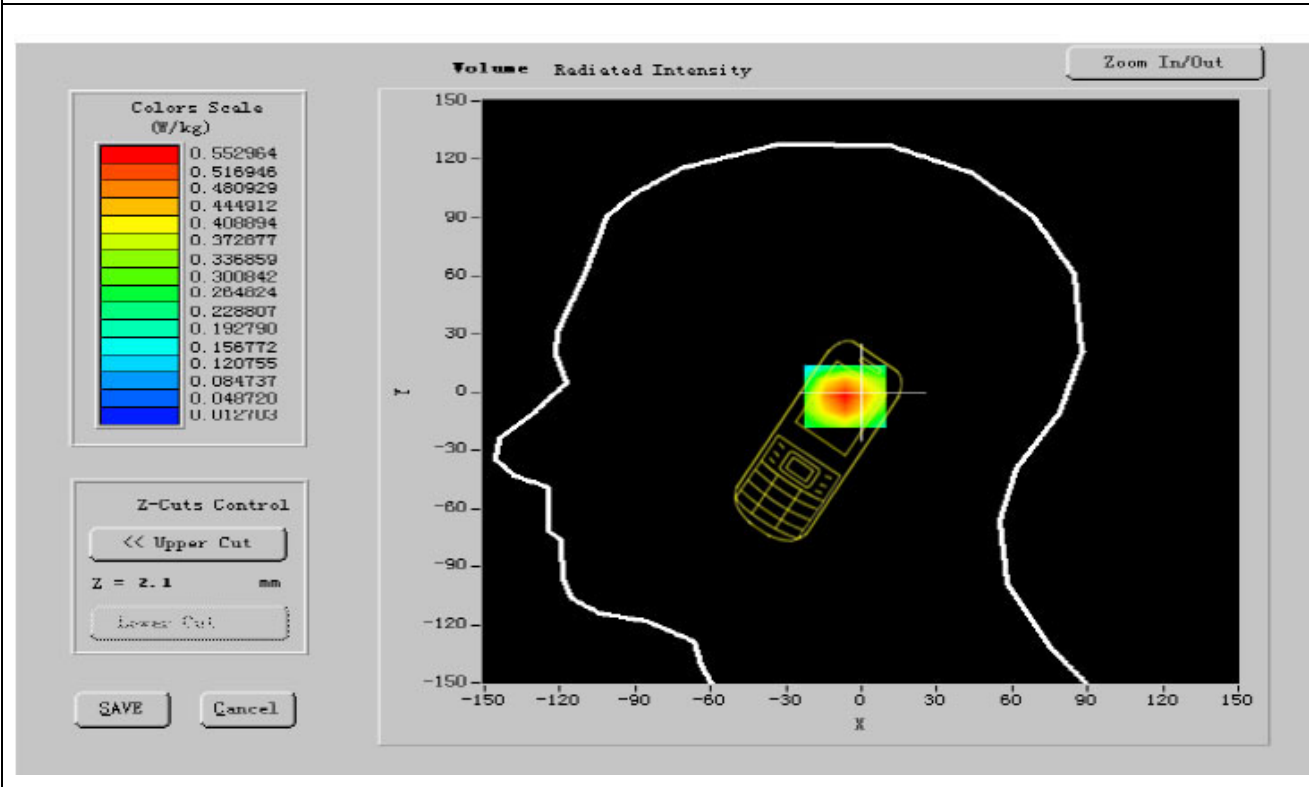 Volume Radiated Intensity
Zoom In/Out
Colors Scale
(W/kg)
0.552964
0.516946
0.480929
0.444912
0.408894
0.372877
0.336859
0.300842
0.264824
0.228807
0.192790
0.156772
0.120755
0.084737
0.048720
0.012703
Z-Cuts Control
<< Upper Cut
Z = 2.1 mm
Lower Cut
SAVE Cancel
150
120
90
60
30
0
-30
-60
-90
-120
-150
Y
-150 -120 -90 -60 -30 0 30 60 90 120 150
X